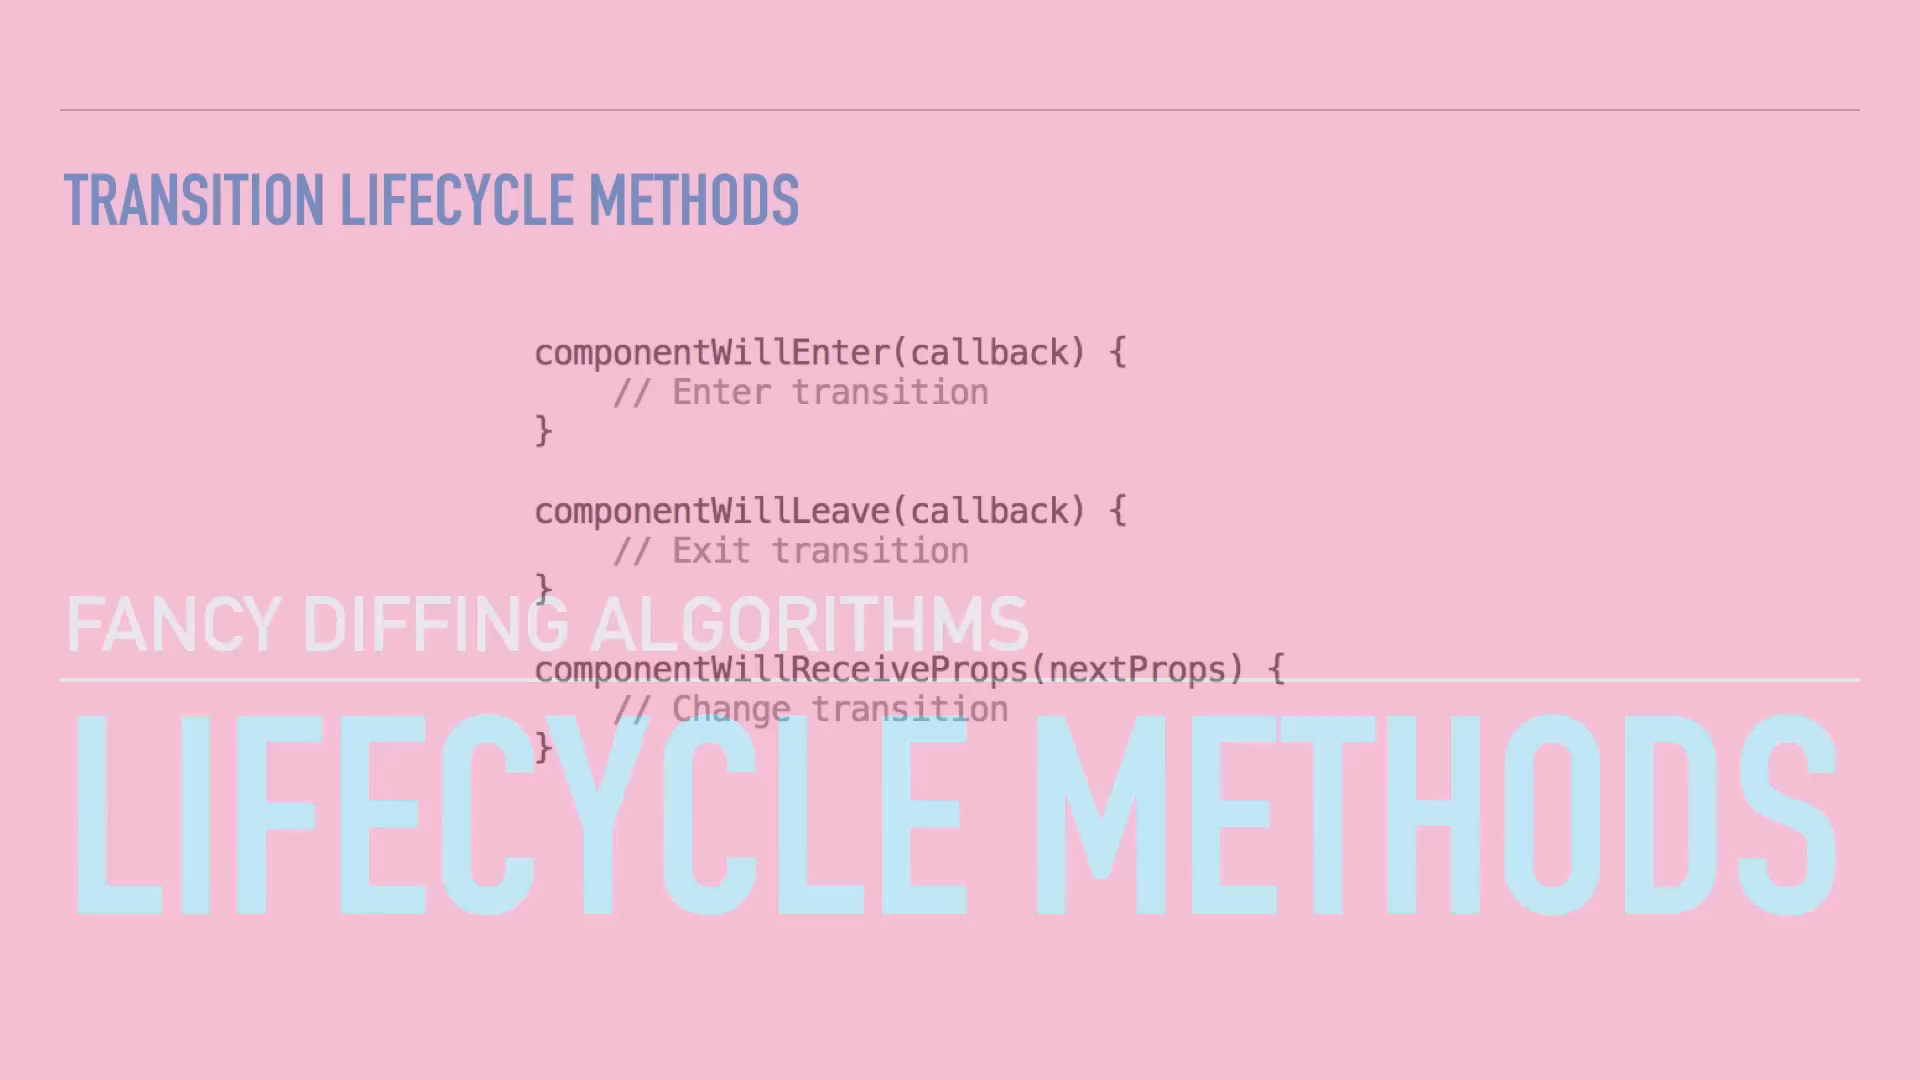 TRANSITION LIFECYCLE METHODS
componentWillEnter(callback) {
// Enter transition
}
componentWillLeave(callback) {
// Exit transition
}
FANCY DIFFING ALGORITHMS
componentWillReceiveProps(nextProps) {
// Change transition
}
LIFECYCLE METHODS